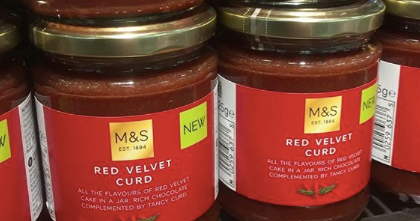 M&S
EST. 1884
NEW
RED VELVET
CURD
ALL THE FLAVOURS OF RED VELVET
CAKE IN A JAR. RICH CHOCOLATE
COMPLEMENTED BY TANGY CURD
M&S
EST. 1884
NEW
RED VELVET
CURD
ALL THE FLAVOURS OF RED VELVET
CAKE IN A JAR. RICH CHOCOLATE
COMPLEMENTED BY TANGY CURD